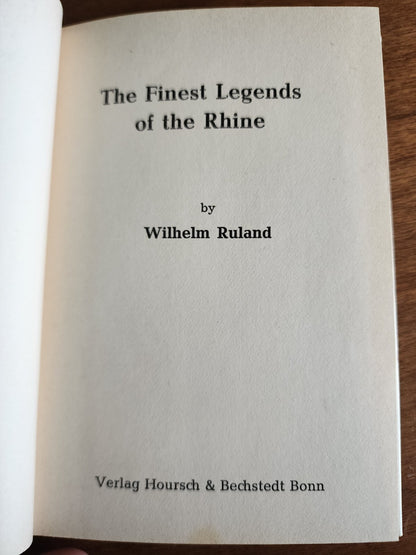 The Finest Legends
of the Rhine
by
Wilhelm Ruland
Verlag Hoursch & Bechstedt Bonn